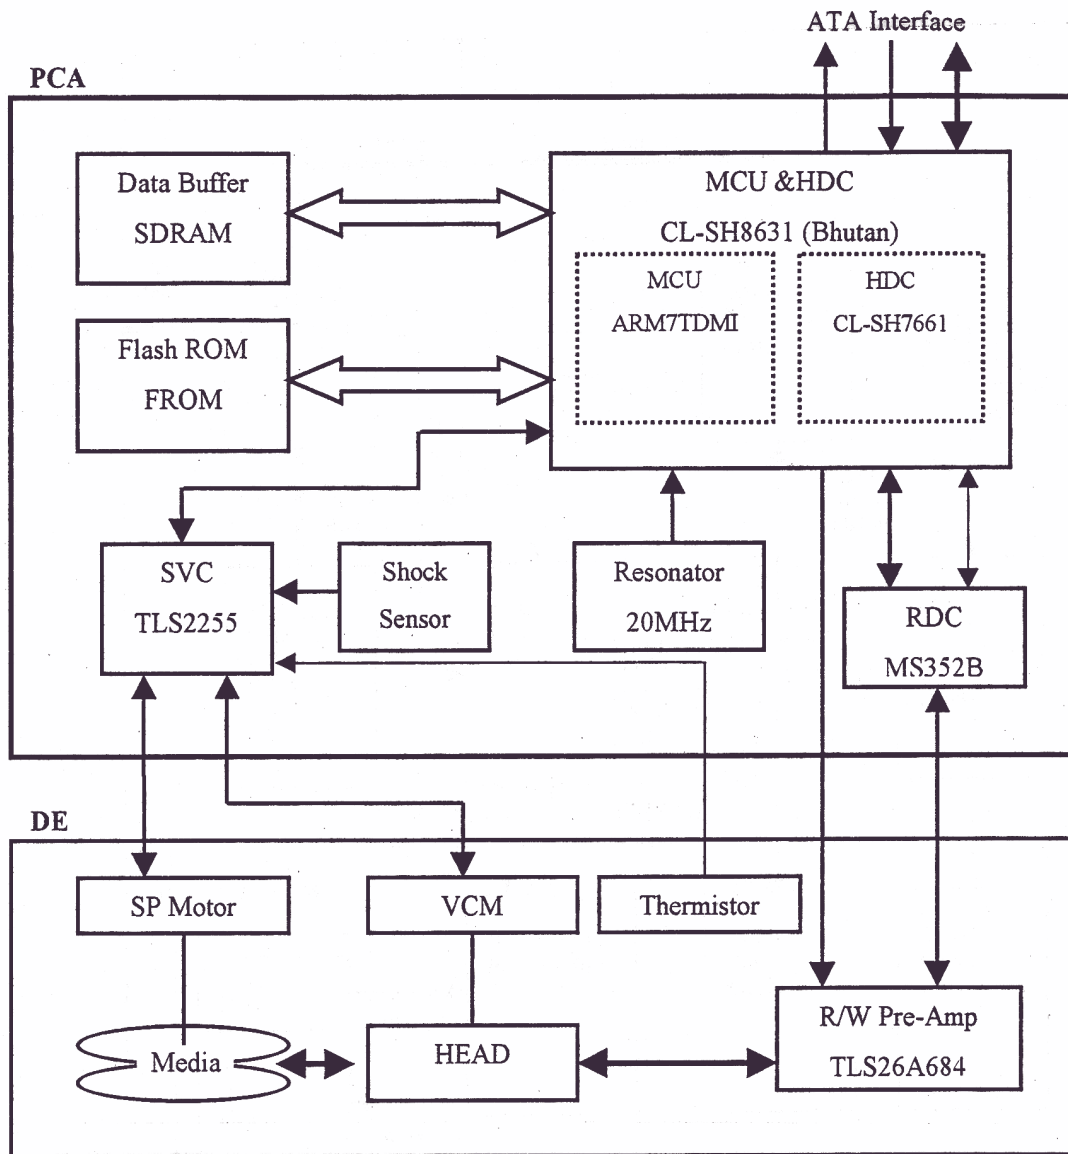 ATA Interface
PCA
Data Buffer
SDRAM
MCU &HDC
CL-SH8631 (Bhutan)
MCU
ARM7TDMI
HDC
CL-SH7661
Flash ROM
FROM
SVC
TLS2255
Shock
Sensor
Resonator
20MHz
RDC
MS352B
DE
SP Motor
VCM
Thermistor
R/W Pre-Amp
TLS26A684
Media
HEAD